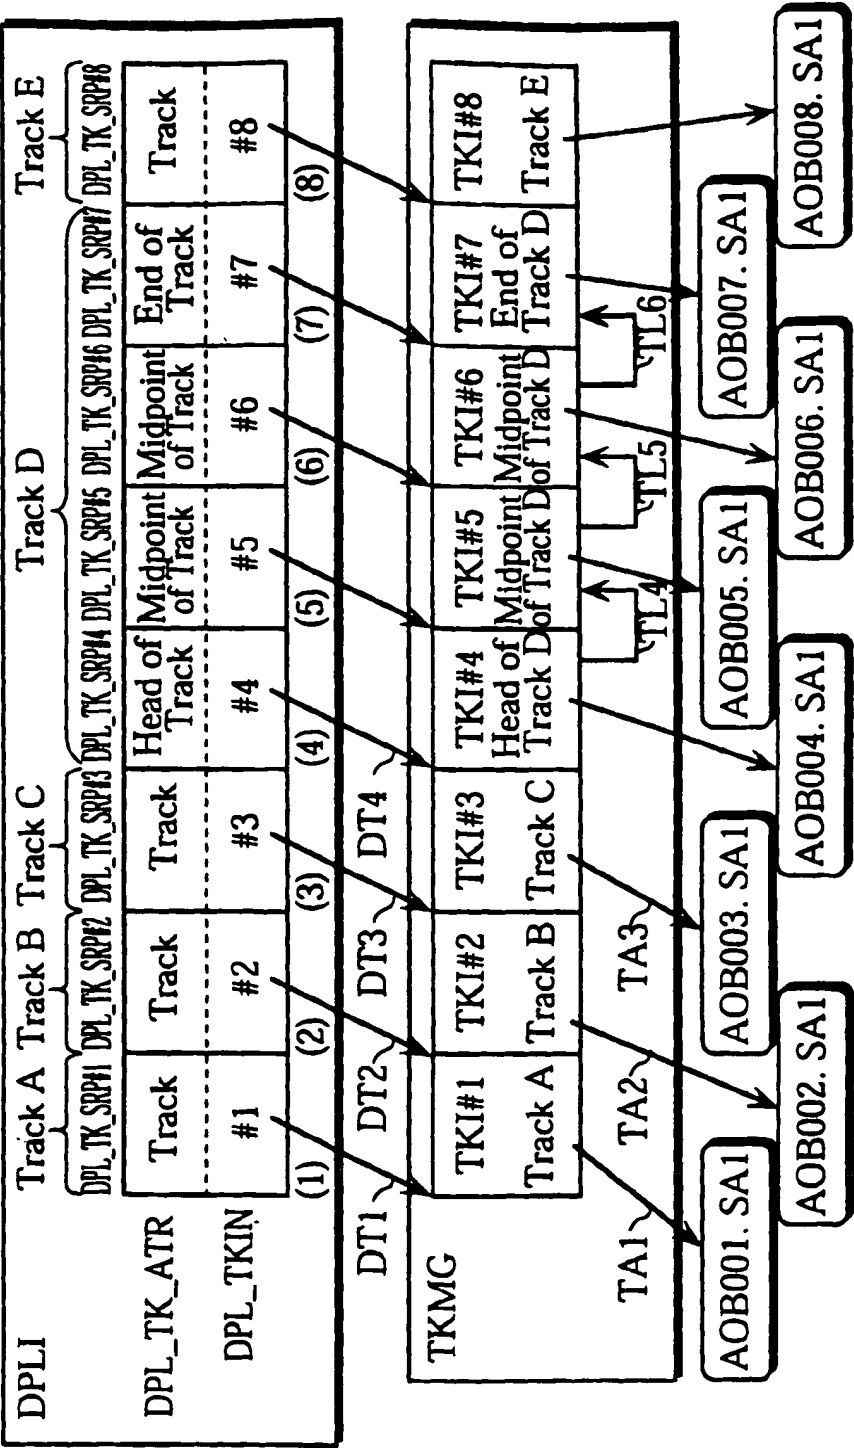 DPLI
Track A
Track B
Track C
Track D
Track E
DPL_TK_SRP#1
DPL_TK_SRP#2
DPL_TK_SRP#3
DPL_TK_SRP#4
DPL_TK_SRP#5
DPL_TK_SRP#6
DPL_TK_SRP#7
DPL_TK_SRP#8
DPL_TK_ATR
Track
Track
Track
Head of
Track
Midpoint
of Track
Midpoint
of Track
End of
Track
Track
DPL_TKIN
#1
#2
#3
#4
#5
#6
#7
#8
(1)
(2)
(3)
(4)
(5)
(6)
(7)
(8)
DT1
DT2
DT3
DT4
TKMG
TKI#1
Track A
TKI#2
Track B
TKI#3
Track C
TKI#4
Head of
Track D
TKI#5
Midpoint
of Track D
TKI#6
Midpoint
of Track D
TKI#7
End of
Track D
TKI#8
Track E
TA1
TA2
TA3
TL4
TL5
TL6
AOB001. SA1
AOB003. SA1
AOB005. SA1
AOB007. SA1
AOB002. SA1
AOB004. SA1
AOB006. SA1
AOB008. SA1